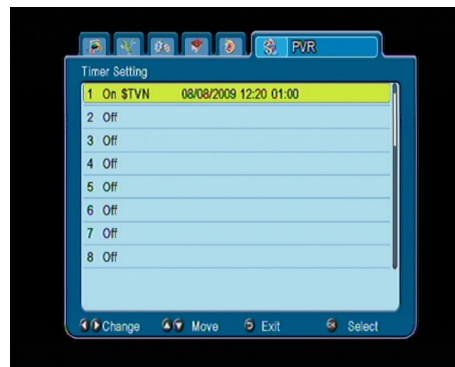 PVR
Timer Setting
1 On $TVN 08/08/2009 12:20 01:00
2 Off
3 Off
4 Off
5 Off
6 Off
7 Off
8 Off
Change Move Exit Select